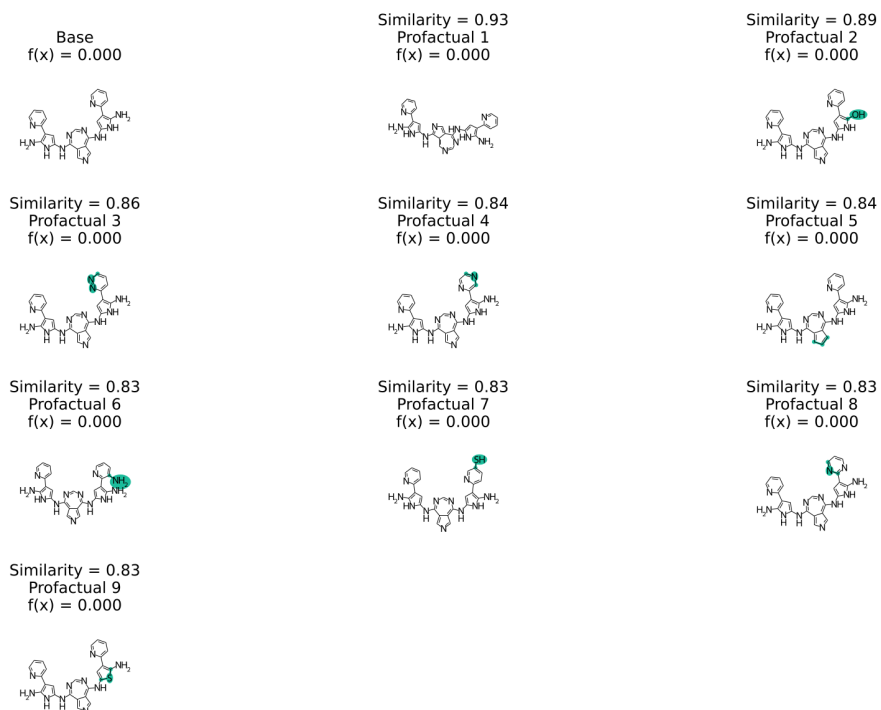 Base
f(x) = 0.000
Similarity = 0.93
Profactual 1
f(x) = 0.000
Similarity = 0.89
Profactual 2
f(x) = 0.000
Similarity = 0.86
Profactual 3
f(x) = 0.000
Similarity = 0.84
Profactual 4
f(x) = 0.000
Similarity = 0.84
Profactual 5
f(x) = 0.000
Similarity = 0.83
Profactual 6
f(x) = 0.000
Similarity = 0.83
Profactual 7
f(x) = 0.000
Similarity = 0.83
Profactual 8
f(x) = 0.000
Similarity = 0.83
Profactual 9
f(x) = 0.000